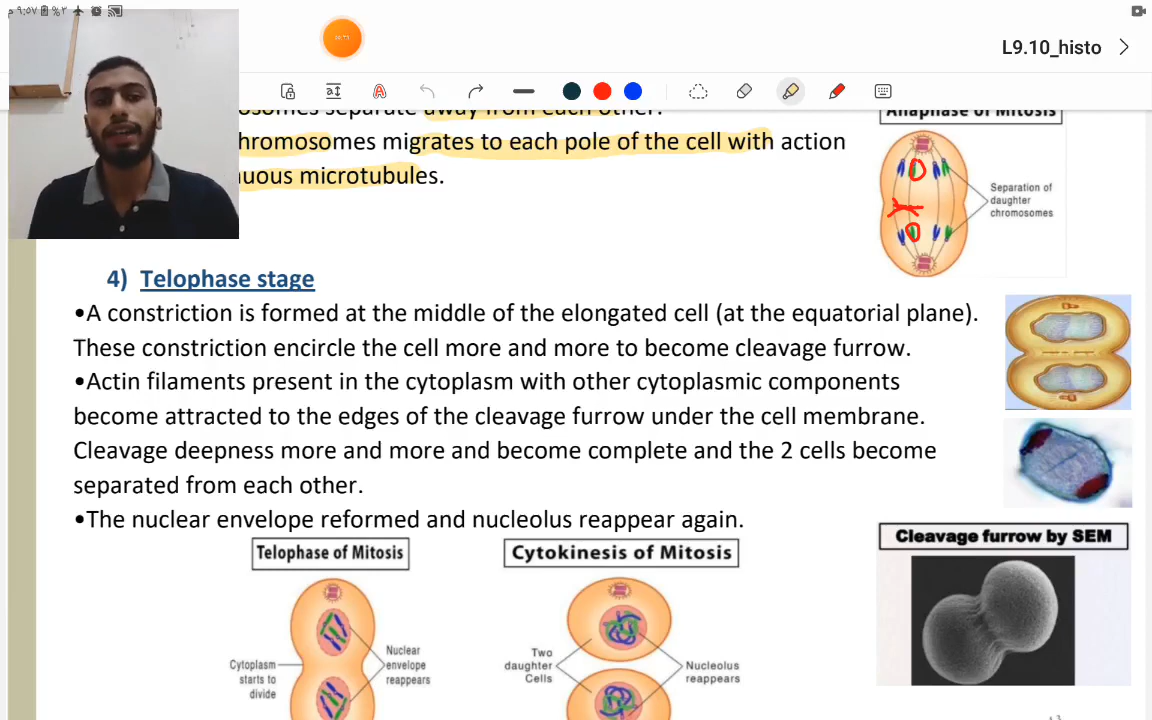 م ٩:٥٧ %٣
L9.10_histo
osomes separate away from each other.
hromosomes migrates to each pole of the cell with action
uous microtubules.
Anaphase of Mitosis
Separation of
daughter
chromosomes
4) Telophase stage
•A constriction is formed at the middle of the elongated cell (at the equatorial plane).
These constriction encircle the cell more and more to become cleavage furrow.
•Actin filaments present in the cytoplasm with other cytoplasmic components
become attracted to the edges of the cleavage furrow under the cell membrane.
Cleavage deepness more and more and become complete and the 2 cells become
separated from each other.
•The nuclear envelope reformed and nucleolus reappear again.
Telophase of Mitosis
Cytoplasm
starts to
divide
Nuclear
envelope
reappears
Cytokinesis of Mitosis
Two
daughter
Cells
Nucleolus
reappears
Cleavage furrow by SEM